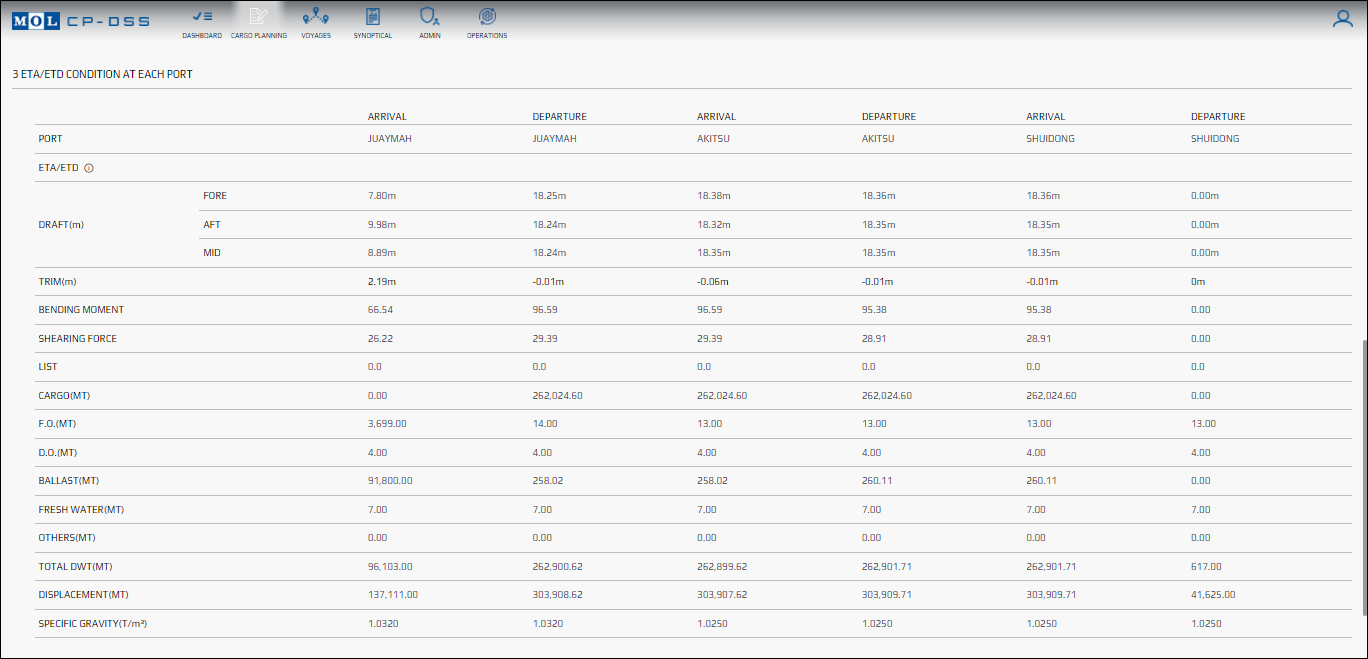 MOL CP-DSS
DASHBOARD CARGO PLANNING VOYAGES SYNOPTICAL ADMIN OPERATIONS
3 ETA/ETD CONDITION AT EACH PORT
ARRIVAL DEPARTURE ARRIVAL DEPARTURE ARRIVAL DEPARTURE
PORT JUAYMAH JUAYMAH AKITSU AKITSU SHUIDONG SHUIDONG
ETA/ETD
FORE 7.80m 18.25m 18.38m 18.36m 18.36m 0.00m
DRAFT(m) AFT 9.98m 18.24m 18.32m 18.35m 18.35m 0.00m
MID 8.89m 18.24m 18.35m 18.35m 18.35m 0.00m
TRIM(m) 2.19m -0.01m -0.06m -0.01m -0.01m 0m
BENDING MOMENT 66.54 96.59 96.59 95.38 95.38 0.00
SHEARING FORCE 26.22 29.39 29.39 28.91 28.91 0.00
LIST 0.0 0.0 0.0 0.0 0.0 0.0
CARGO(MT) 0.00 262,024.60 262,024.60 262,024.60 262,024.60 0.00
F.O.(MT) 3,699.00 14.00 13.00 13.00 13.00 13.00
D.O.(MT) 4.00 4.00 4.00 4.00 4.00 4.00
BALLAST(MT) 91,800.00 258.02 258.02 260.11 260.11 0.00
FRESH WATER(MT) 7.00 7.00 7.00 7.00 7.00 7.00
OTHERS(MT) 0.00 0.00 0.00 0.00 0.00 0.00
TOTAL DWT(MT) 96,103.00 262,900.62 262,899.62 262,901.71 262,901.71 617.00
DISPLACEMENT(MT) 137,111.00 303,908.62 303,907.62 303,909.71 303,909.71 41,625.00
SPECIFIC GRAVITY(T/m³) 1.0320 1.0320 1.0250 1.0250 1.0250 1.0250